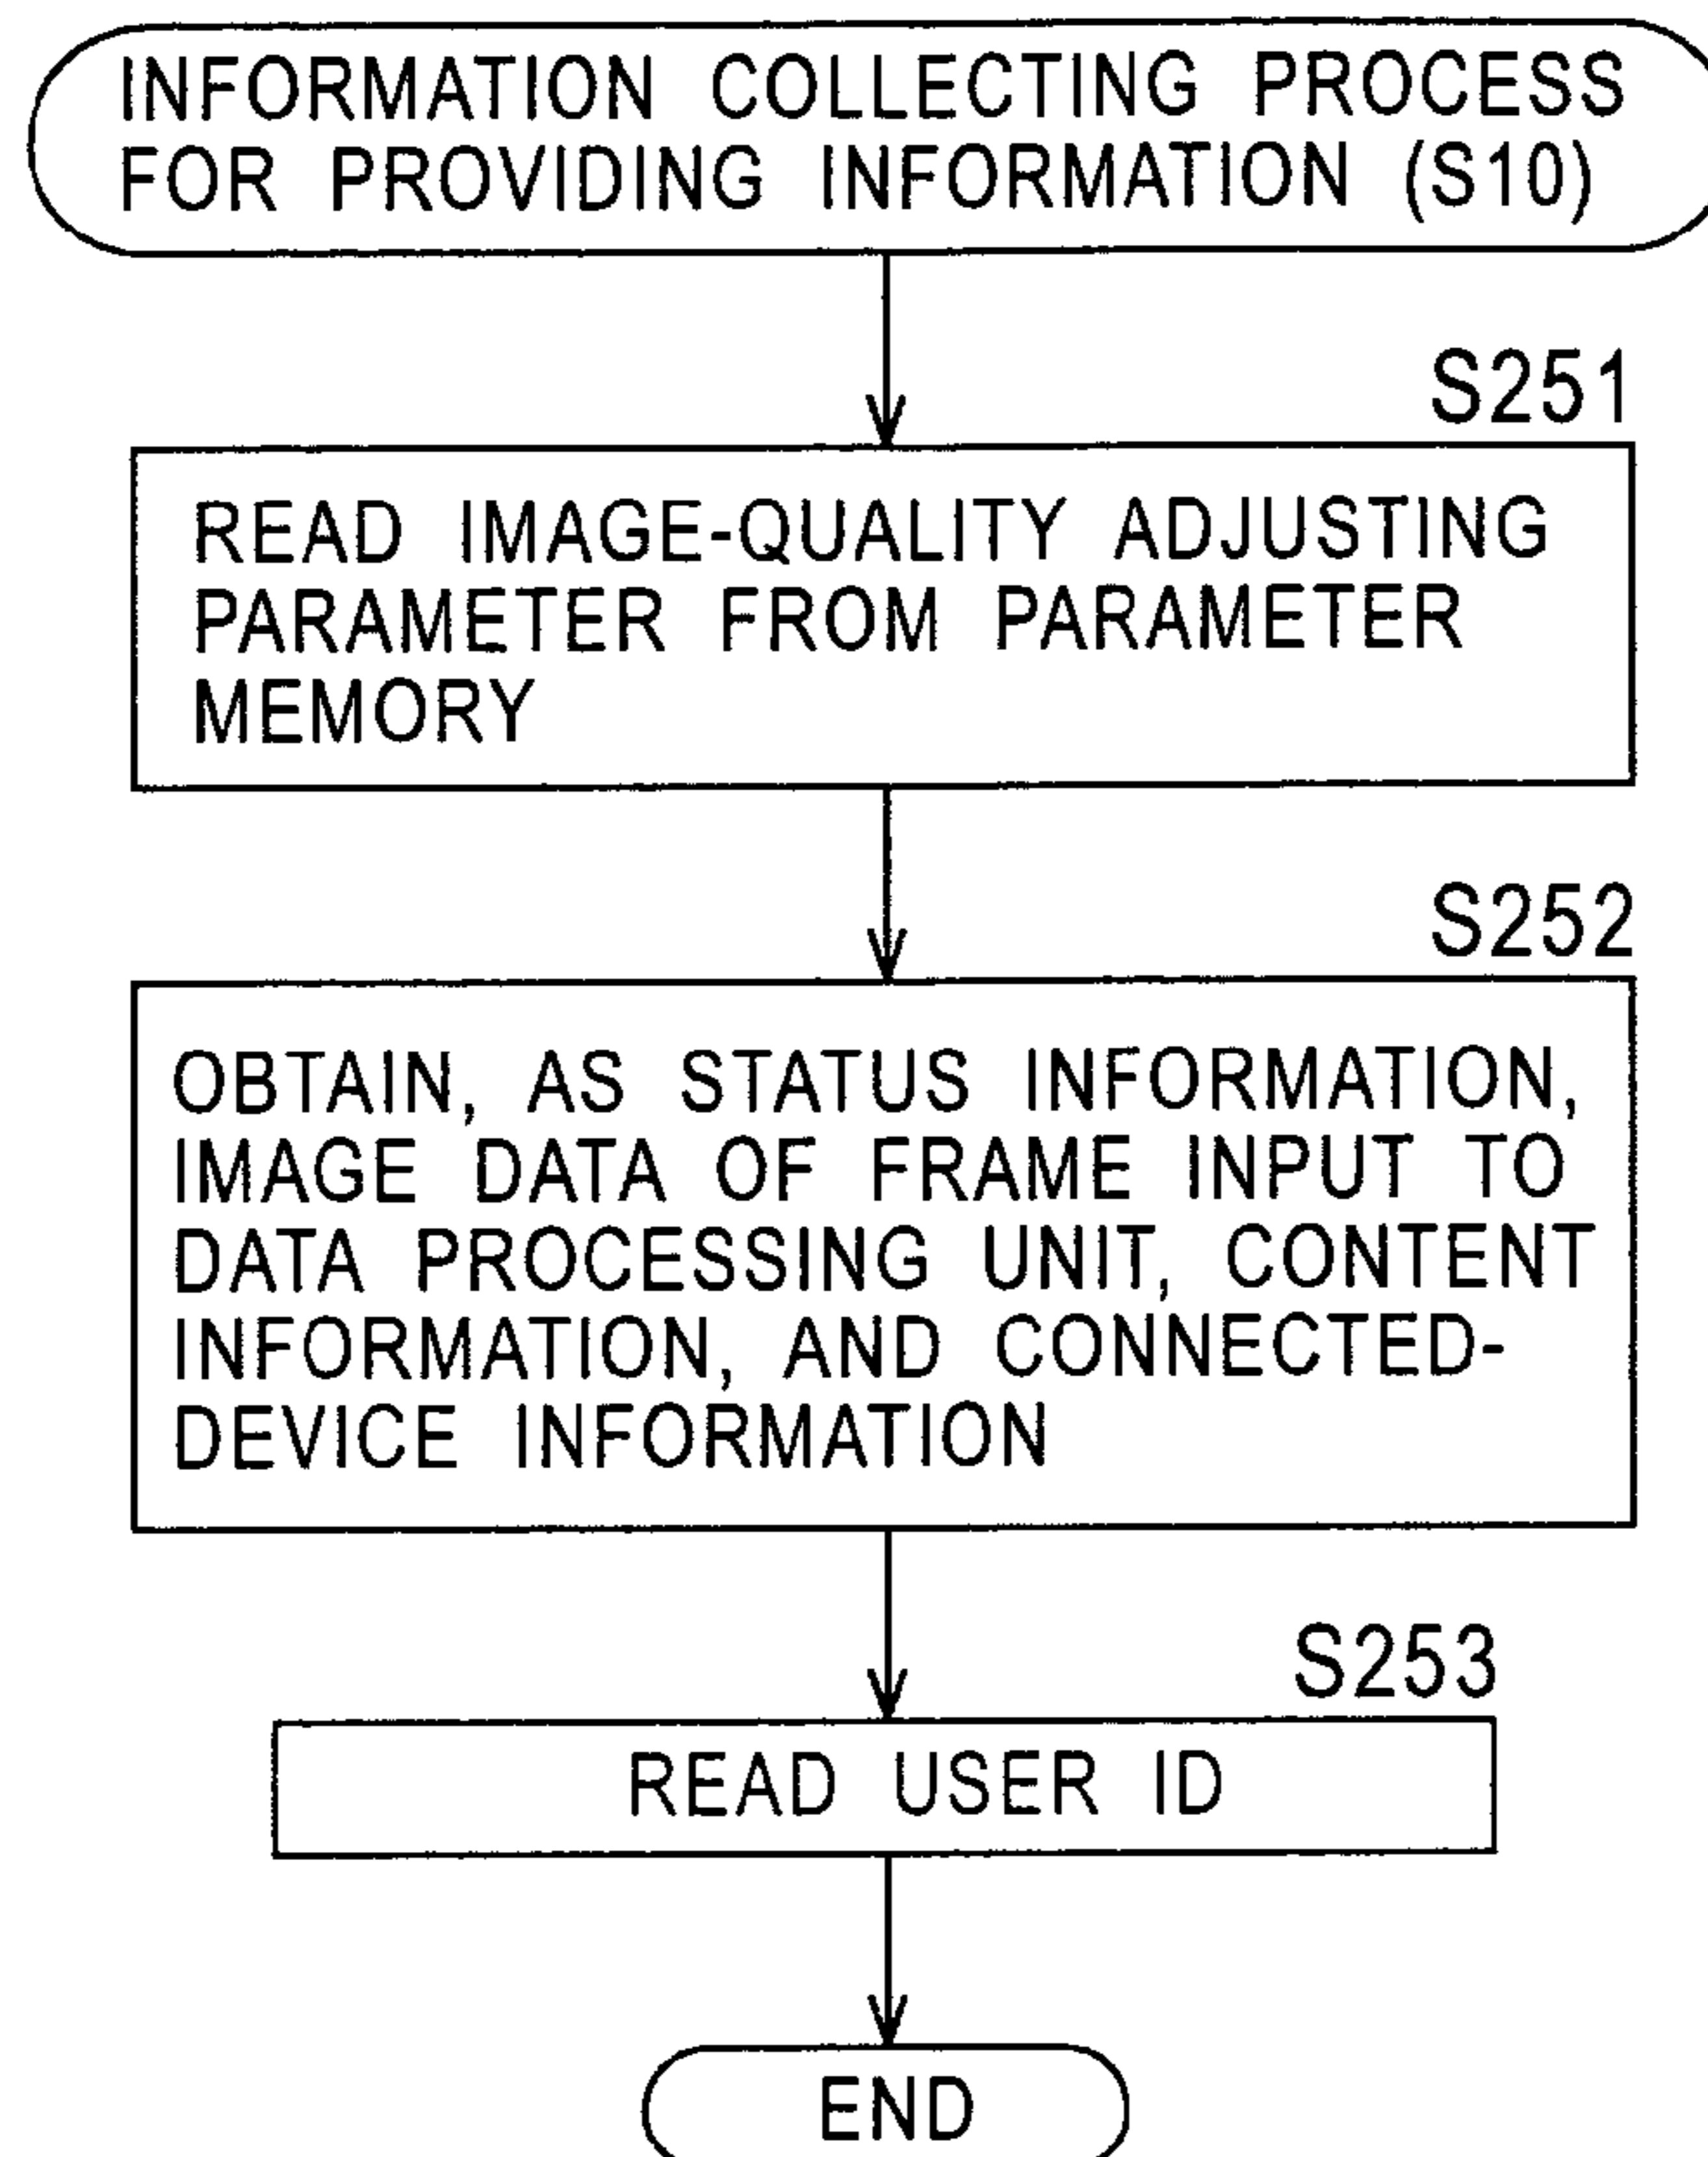 INFORMATION COLLECTING PROCESS
FOR PROVIDING INFORMATION (S10)
S251
READ IMAGE-QUALITY ADJUSTING
PARAMETER FROM PARAMETER
MEMORY
S252
OBTAIN, AS STATUS INFORMATION,
IMAGE DATA OF FRAME INPUT TO
DATA PROCESSING UNIT, CONTENT
INFORMATION, AND CONNECTED-
DEVICE INFORMATION
S253
READ USER ID
END